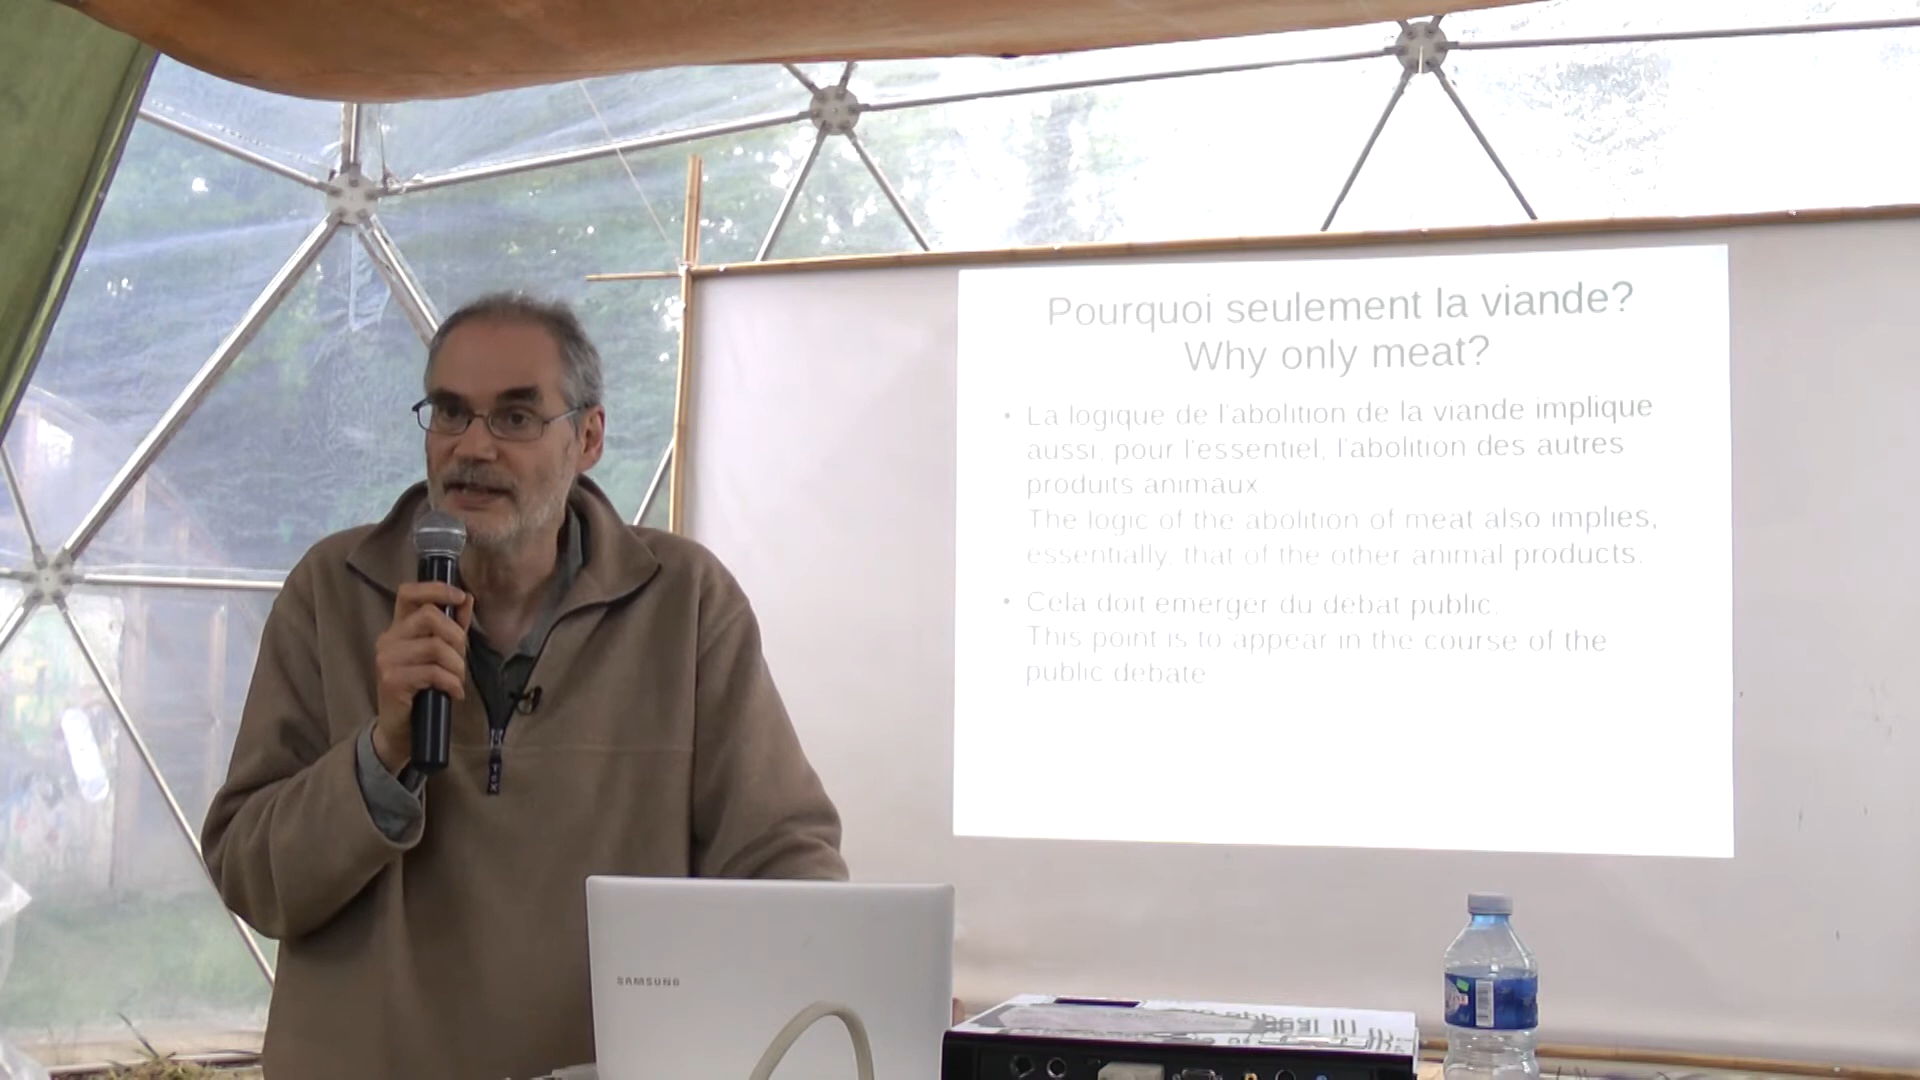 Pourquoi seulement la viande?
Why only meat?
• La logique de l'abolition de la viande implique
aussi, pour l'essentiel, l'abolition des autres
produits animaux
The logic of the abolition of meat also implies,
essentially, that of the other animal products.
• Cela doit emerger du debat public.
This point is to appear in the course of the
public debate
SAMSUNG